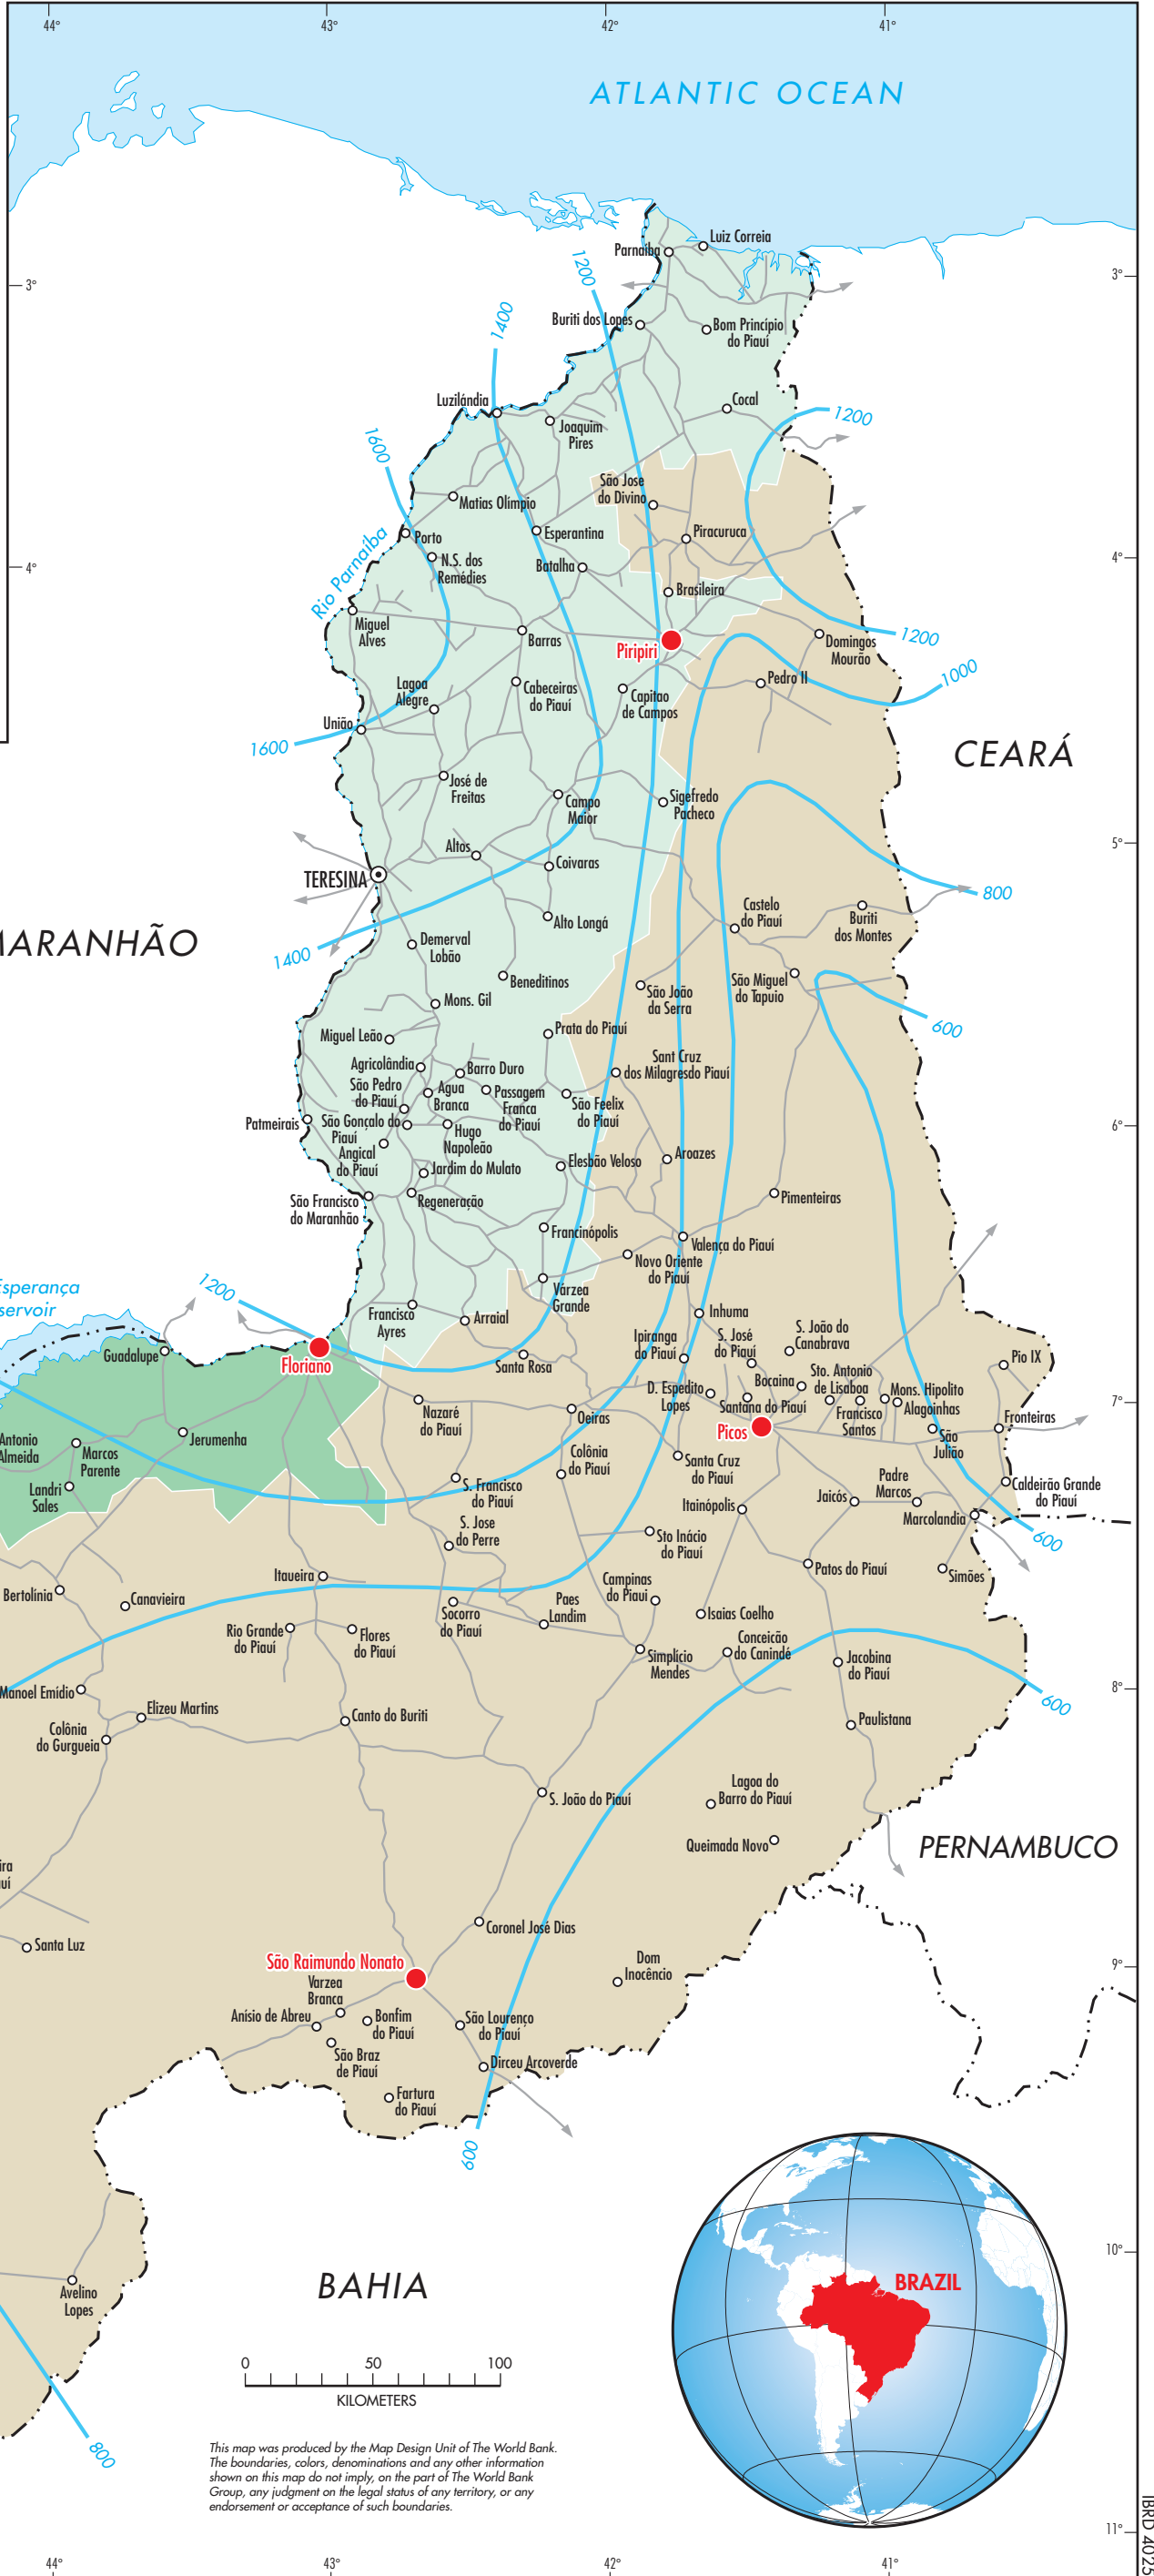 44°
43°
42°
41°
ATLANTIC OCEAN
Luiz Correia
Parnaíba
1200
3°
3°
1400
Buriti dos Lopes
Bom Princípio
do Piauí
Luzilándia
Cocal
1200
Joaquim
Pires
1600
São Jose
do Divino
Matias Olímpio
Porto
Esperantina
Piracuruca
Rio Parnaíba
N.S. dos
Remédies
Batalha
4°
4°
Brasileira
Miguel
Alves
Barras
Piripiri
1200
Domingos
Mourão
1000
Lagoa
Alegre
Cabeceiras
do Piauí
Capitao
de Campos
Pedro II
União
1600
CEARÁ
José de
Freitas
Campo
Maior
Sigefredo
Pacheco
5°
Altos
Coivaras
TERESINA
800
Castelo
do Piauí
Buriti
dos Montes
Alto Longá
ARANHÃO
1400
Demerval
Lobão
Beneditinos
São João
da Serra
São Miguel
do Tapuio
Mons. Gil
600
Miguel Leão
Prata do Piauí
Agricolândia
Barro Duro
Sant Cruz
dos Milagresdo Piauí
São Pedro
do Piauí
Agua
Branca
Passagem
Franca
do Piauí
São Feelix
do Piauí
Patmeirais
São Gonçalo do
Piauí
Hugo
Napoleão
6°
Angical
do Piauí
Jardim do Mulato
Elesbão Veloso
Aroazes
São Francisco
do Maranhão
Regeneração
Pimenteiras
Francinópolis
Valença do Piauí
Novo Oriente
do Piauí
Esperança
servoir
1200
Várzea
Grande
Francisco
Ayres
Arraial
Inhuma
Guadalupe
Floriano
Santa Rosa
Ipiranga
do Piauí
S. José
do Piauí
S. João do
Canabrava
Pio IX
Bocaina
Sto. Antonio
de Lisboa
D. Espedito
Lopes
Santana do Piauí
Mons. Hipolito
Alagoinhas
7°
Nazaré
do Piauí
Oeiras
Picos
Francisco
Santos
Fronteiras
Antonio
Almeida
Marcos
Parente
Jerumenha
São
Julião
Landri
Sales
Colônia
do Piauí
Santa Cruz
do Piauí
S. Francisco
do Piauí
Itainópolis
Jaicós
Padre
Marcos
Caldeirão Grande
do Piauí
Marcolandia
S. Jose
do Perre
Sto Inácio
do Piauí
600
Itaueira
Patos do Piauí
Simões
Bertolínia
Canavieira
Campinas
do Piauí
Socorro
do Piauí
Paes
Landim
Isaias Coelho
Rio Grande
do Piauí
Flores
do Piauí
Simplício
Mendes
Conceicão
do Canindé
Jacobina
do Piauí
8°
Manoel Emídio
600
Elizeu Martins
Canto do Buriti
Paulistana
Colônia
do Gurgueia
S. João do Piauí
Lagoa do
Barro do Piauí
Queimada Novo
PERNAMBUCO
ira
uí
Coronel José Dias
Santa Luz
São Raimundo Nonato
Dom
Inocêncio
9°
Varzea
Branca
Anísio de Abreu
Bonfim
do Piauí
São Lourenço
do Piauí
São Braz
de Piauí
Dirceu Arcoverde
Fartura
do Piauí
600
10°
BAHIA
BRAZIL
Avelino
Lopes
0 50 100
KILOMETERS
800
This map was produced by the Map Design Unit of The World Bank.
The boundaries, colors, denominations and any other information
shown on this map do not imply, on the part of The World Bank
Group, any judgment on the legal status of any territory, or any
endorsement or acceptance of such boundaries.
IBRD 4025
11°
44°
43°
42°
41°